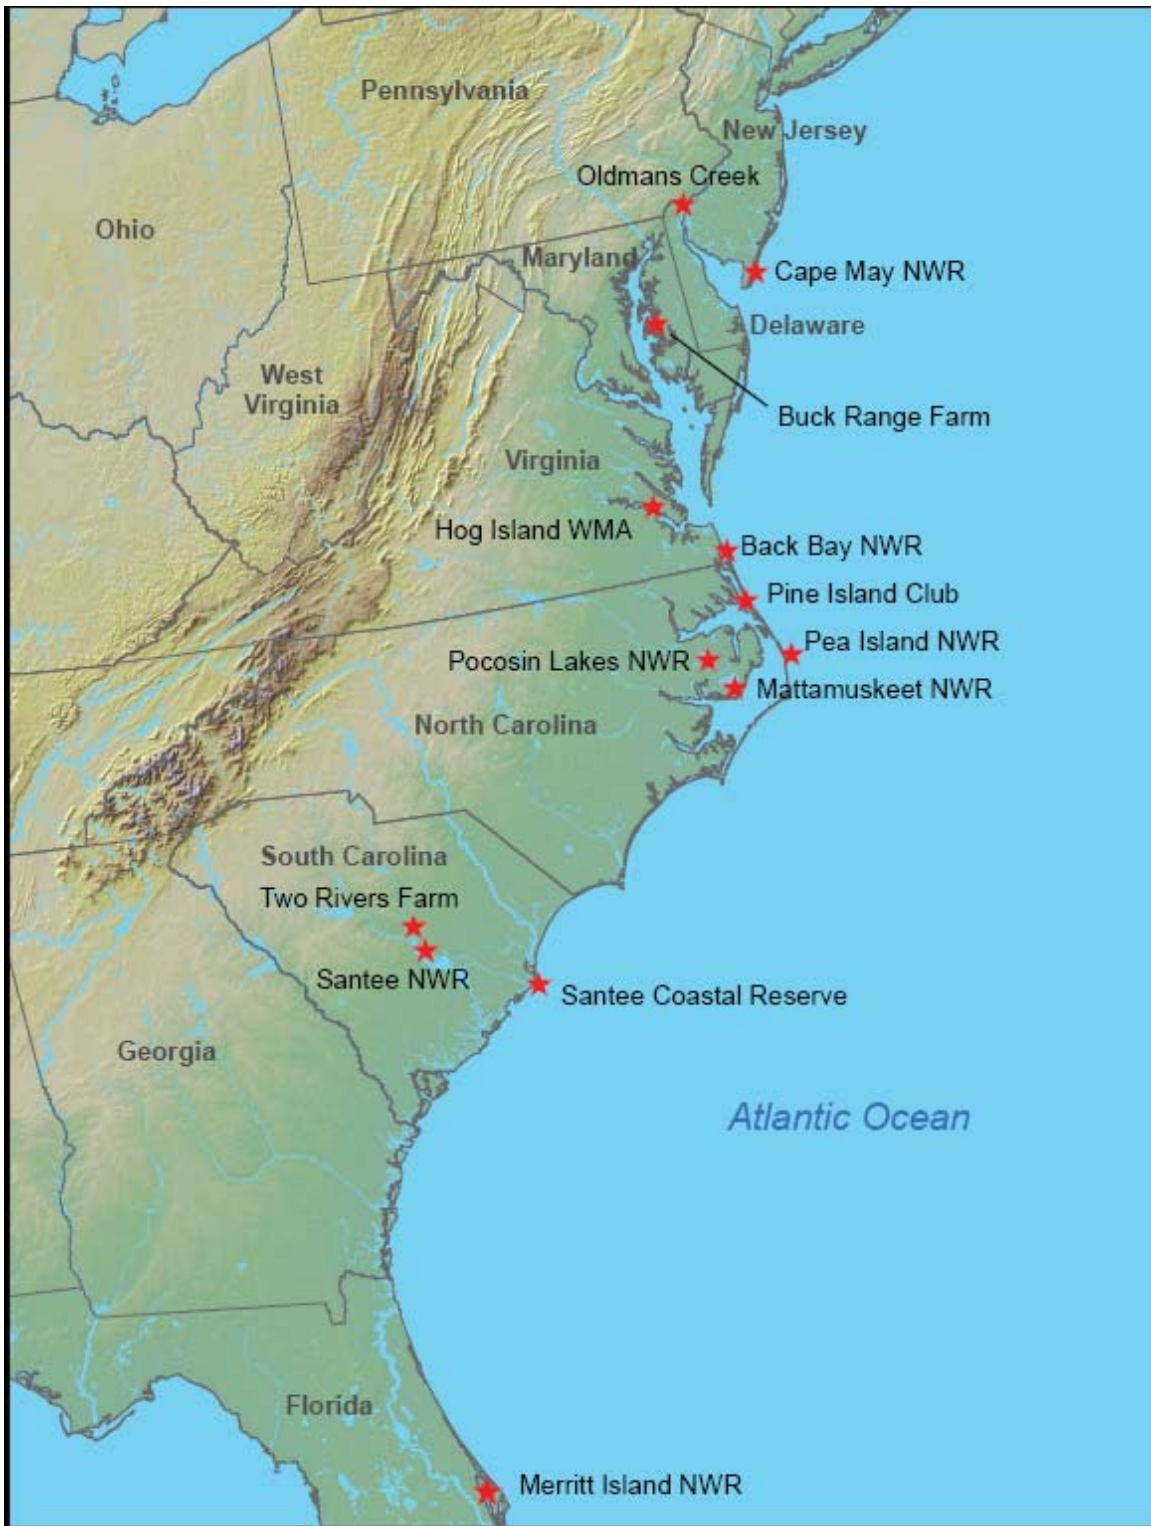 Pennsylvania
New Jersey
Oldmans Creek
Ohio
Maryland
Cape May NWR
Delaware
West
Virginia
Buck Range Farm
Virginia
Hog Island WMA
Back Bay NWR
Pine Island Club
Pea Island NWR
Pocosin Lakes NWR
Mattamuskeet NWR
North Carolina
South Carolina
Two Rivers Farm
Santee NWR
Santee Coastal Reserve
Georgia
Atlantic Ocean
Florida
Merritt Island NWR